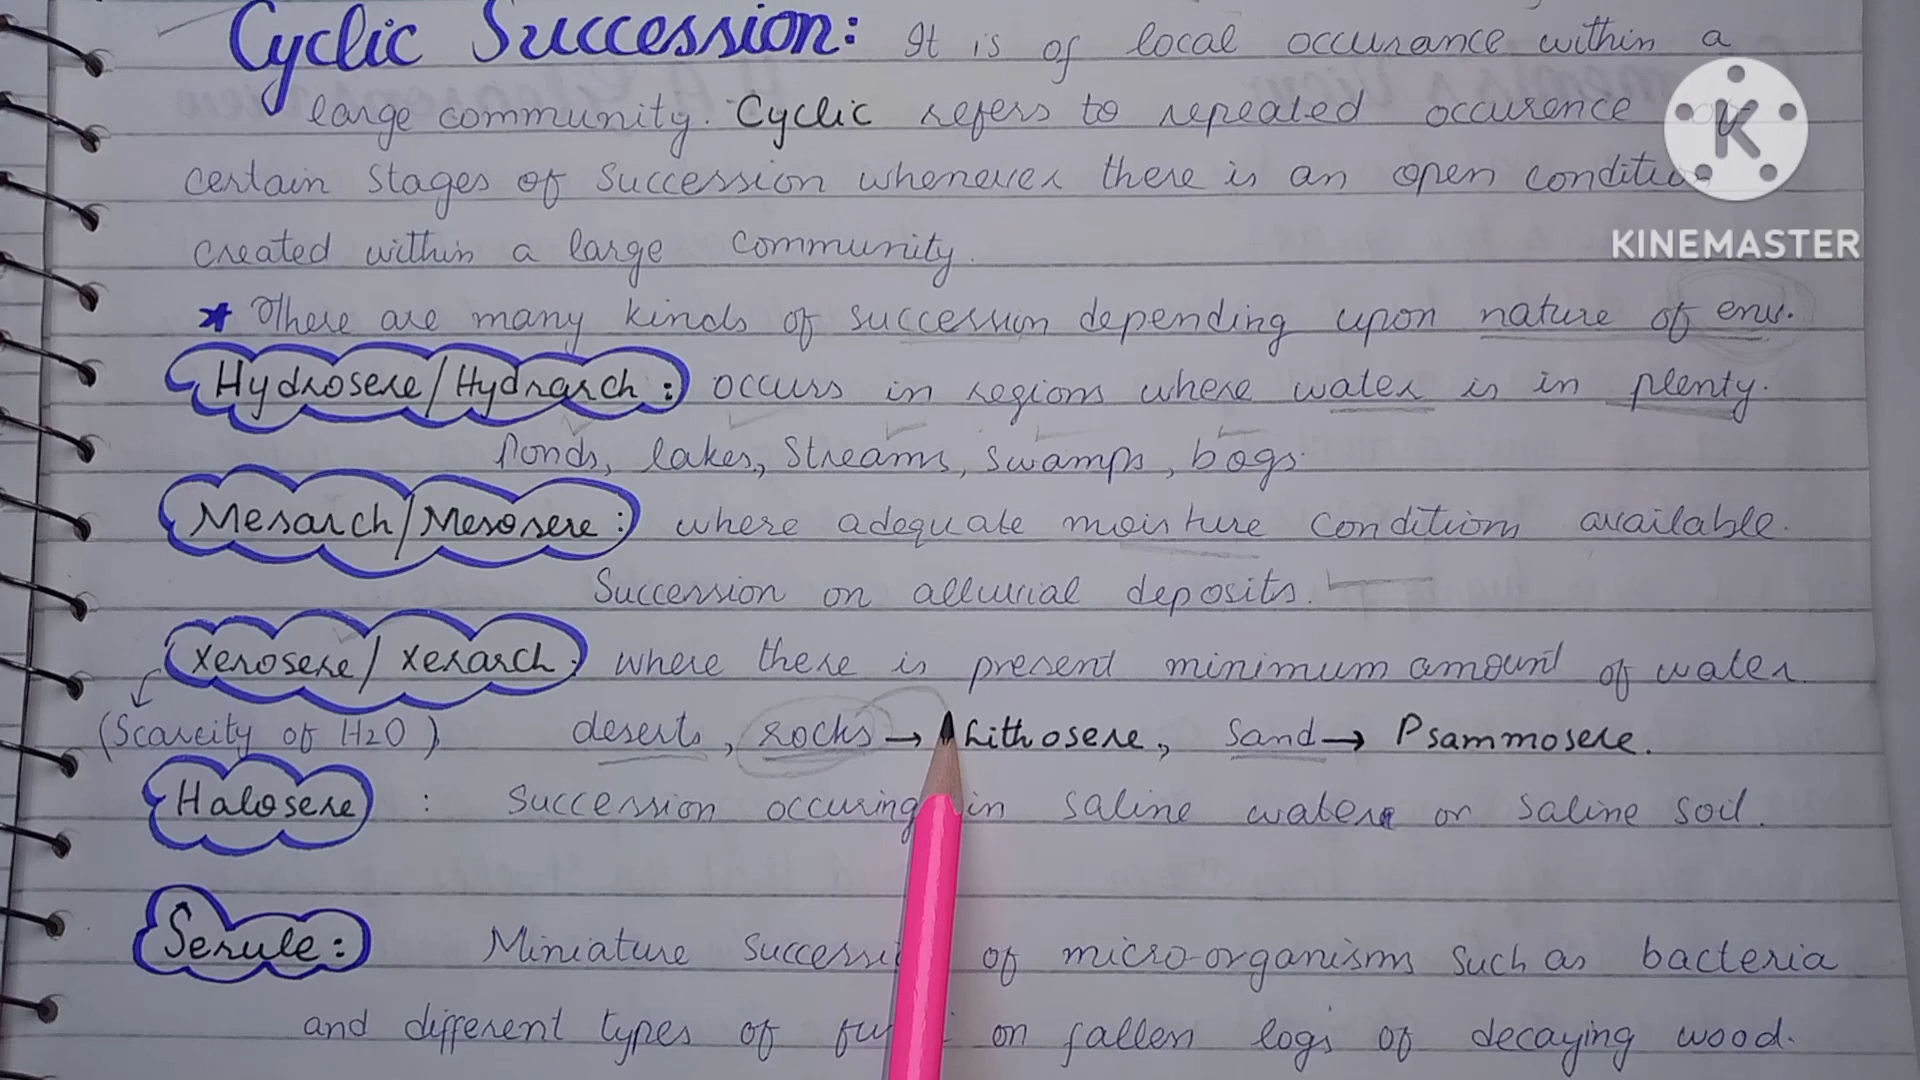 Cyclic Succession: It is of local occurance within a
large community. Cyclic refers to repeated occurence
certain stages of succession whenever there is an open condition
created within a large community.
KINEMASTER
* There are many kinds of succession depending upon nature of env.
Hydrosere/Hydrarch: occurs in regions where water is in plenty.
Ponds, lakes, Streams, swamps, bogs.
Mesarch/Mesosere: where adequate moisture conditions available.
Succession on alluvial deposits.
Xerosere/Xerarch: where there is present minimum amount of water.
(Scarcity of H2O) deserts, rocks → Lithosere, Sand → Psammosere.
Halosere : Succession occuring in saline water or saline soil.
Serule: Miniature successi of micro-organisms such as bacteria
and different types of fu i on fallen logs of decaying wood.